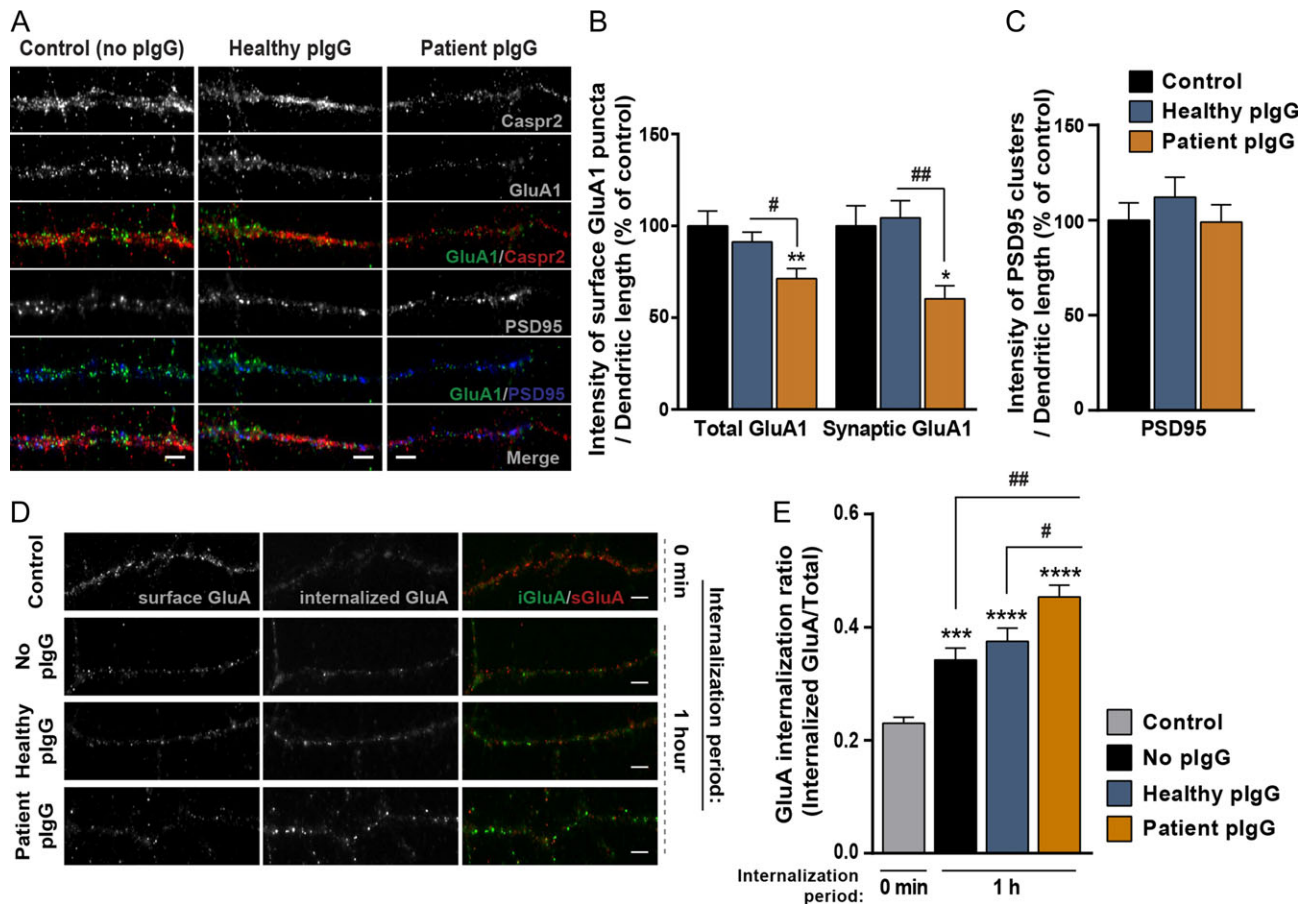 A
Control (no pIgG)
Healthy pIgG
Patient pIgG
Caspr2
GluA1
GluA1/Caspr2
PSD95
GluA1/PSD95
Merge
B
Intensity of surface GluA1 puncta
/ Dendritic length (% of control)
150
100
50
0
#
**
##
*
Total GluA1
Synaptic GluA1
C
Control
Healthy pIgG
Patient pIgG
Intensity of PSD95 clusters
/ Dendritic length (% of control)
150
100
50
0
PSD95
D
Control
surface GluA
internalized GluA
iGluA/sGluA
0 min
No
pIgG
Healthy
pIgG
Patient
pIgG
Internalization period:
1 hour
E
GluA internalization ratio
(Internalized GluA/Total)
0.6
0.4
0.2
0.0
##
#
***
****
****
Control
No pIgG
Healthy pIgG
Patient pIgG
Internalization
period:
0 min
1 h